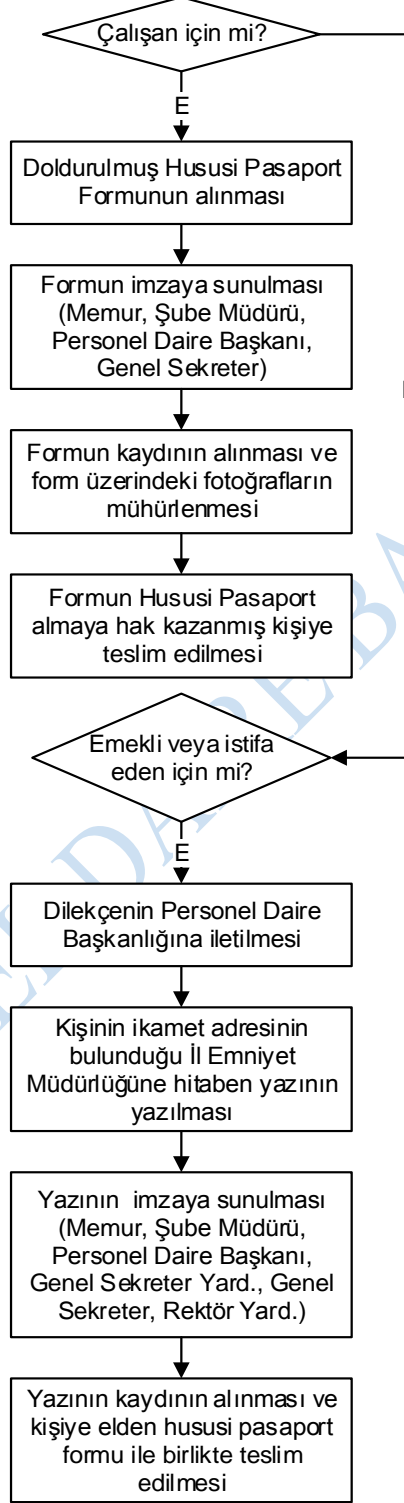 Çalışan için mi?
E
Doldurulmuş Hususi Pasaport
Formunun alınması
Formun imzaya sunulması
(Memur, Şube Müdürü,
Personel Daire Başkanı,
Genel Sekreter)
Formun kaydının alınması ve
form üzerindeki fotoğrafların
mühürlenmesi
Formun Hususi Pasaport
almaya hak kazanmış kişiye
teslim edilmesi
Emekli veya istifa
eden için mi?
E
Dilekçenin Personel Daire
Başkanlığına iletilmesi
Kişinin ikamet adresinin
bulunduğu İl Emniyet
Müdürlüğüne hitaben yazının
yazılması
Yazının imzaya sunulması
(Memur, Şube Müdürü,
Personel Daire Başkanı,
Genel Sekreter Yard., Genel
Sekreter, Rektör Yard.)
Yazının kaydının alınması ve
kişiye elden hususi pasaport
formu ile birlikte teslim
edilmesi